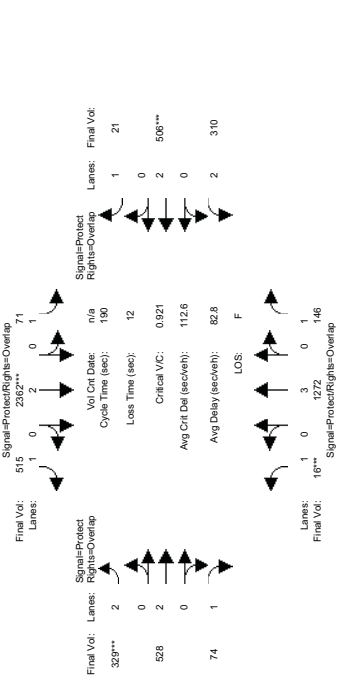 Signal=Protect/Rights=Overlap
Final Vol: 515 2362*** 71
Lanes: 1 0 2 0 1
Signal=Protect Signal=Protect
Final Vol: Lanes: Rights=Overlap Vol Cnt Date: n/a Rights=Overlap Lanes: Final Vol:
329*** 2 Cycle Time (sec): 190 1 21
0 Loss Time (sec): 12 0
528 2 Critical V/C: 0.921 2 506***
0 Avg Crit Del (sec/veh): 112.6 0
74 1 Avg Delay (sec/veh): 82.8 2 310
LOS: F
Lanes: 1 0 3 0 1
Final Vol: 16*** 1272 146
Signal=Protect/Rights=Overlap